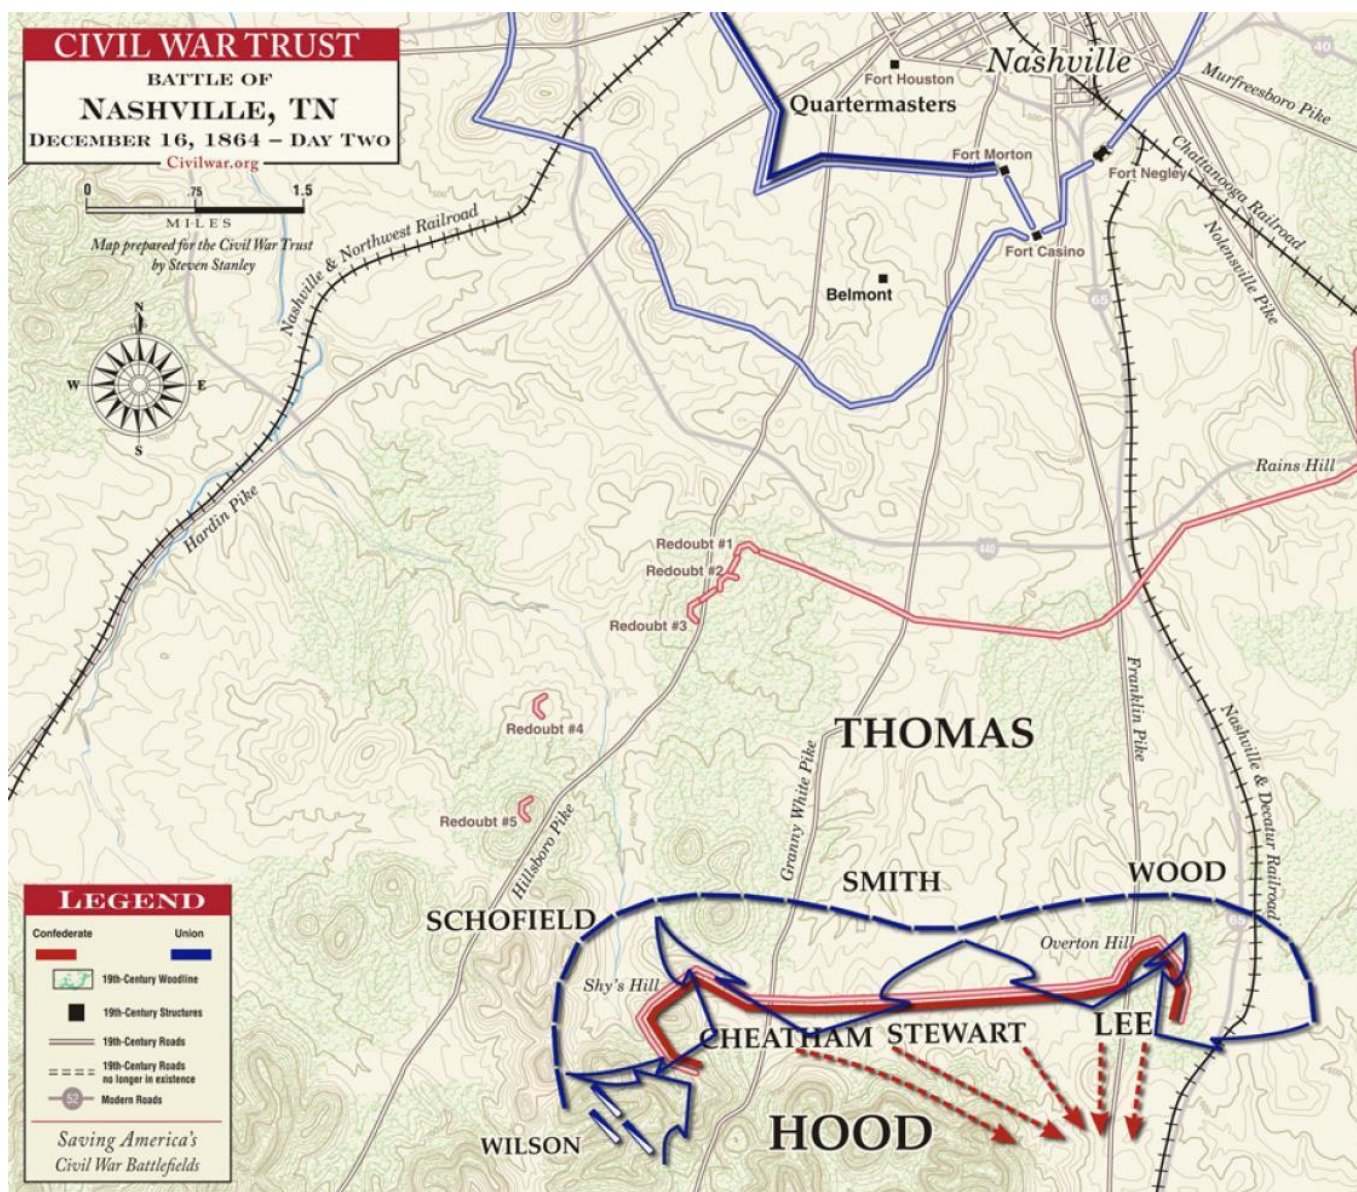 CIVIL WAR TRUST
BATTLE OF
NASHVILLE, TN
DECEMBER 16, 1864 – DAY TWO
Civilwar.org
0 .75 1.5
MILES
Map prepared for the Civil War Trust
by Steven Stanley
N
W E
S
Nashville
Fort Houston
Quartermasters
Fort Morton
Fort Negley
Fort Casino
Belmont
40
Murfreesboro Pike
Chattanooga Railroad
Nolensville Pike
65
Nashville & Northwest Railroad
Hardin Pike
Rains Hill
440
Redoubt #1
Redoubt #2
Redoubt #3
Redoubt #4
Redoubt #5
Hillsboro Pike
Granny White Pike
Franklin Pike
Nashville & Decatur Railroad
THOMAS
SMITH
WOOD
SCHOFIELD
65
Overton Hill
Shy's Hill
CHEATHAM STEWART LEE
HOOD
WILSON
LEGEND
Confederate Union
19th-Century Woodline
19th-Century Structures
19th-Century Roads
19th-Century Roads
no longer in existence
52 Modern Roads
Saving America's
Civil War Battlefields